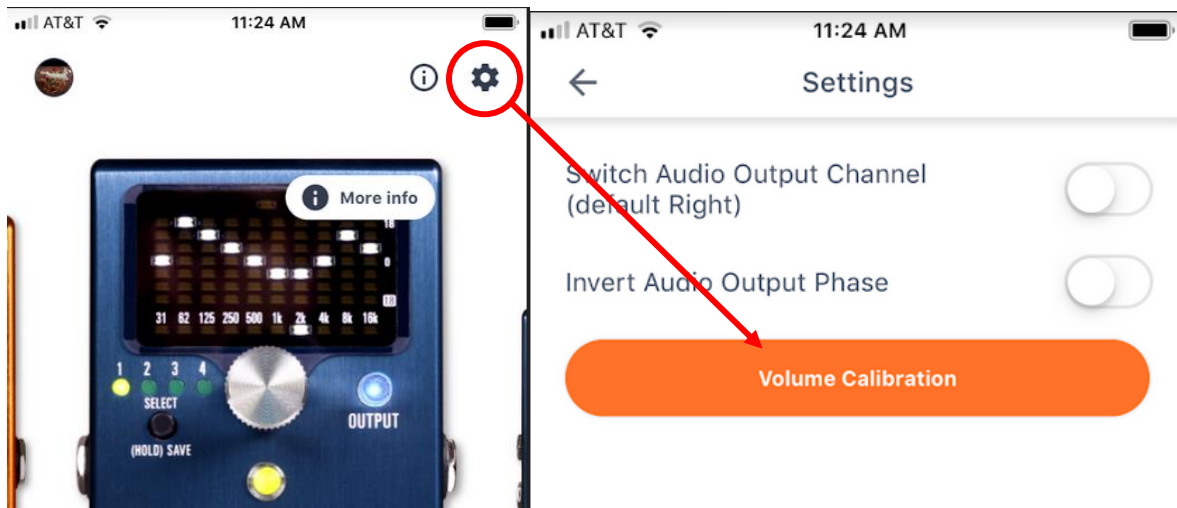 AT&T 11:24 AM
More info
18
0
18
31 62 125 250 500 1k 2k 4k 8k 16k
1 2 3 4
SELECT
(HOLD) SAVE
OUTPUT
AT&T 11:24 AM
Settings
Switch Audio Output Channel
(default Right)
Invert Audio Output Phase
Volume Calibration